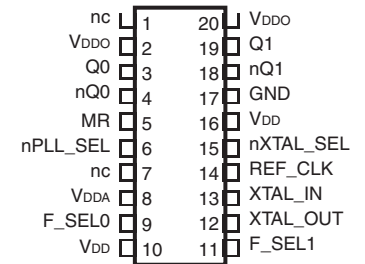 nc 1 20 VDDO
VDDO 2 19 Q1
Q0 3 18 nQ1
nQ0 4 17 GND
MR 5 16 VDD
nPLL_SEL 6 15 nXTAL_SEL
nc 7 14 REF_CLK
VDDA 8 13 XTAL_IN
F_SEL0 9 12 XTAL_OUT
VDD 10 11 F_SEL1